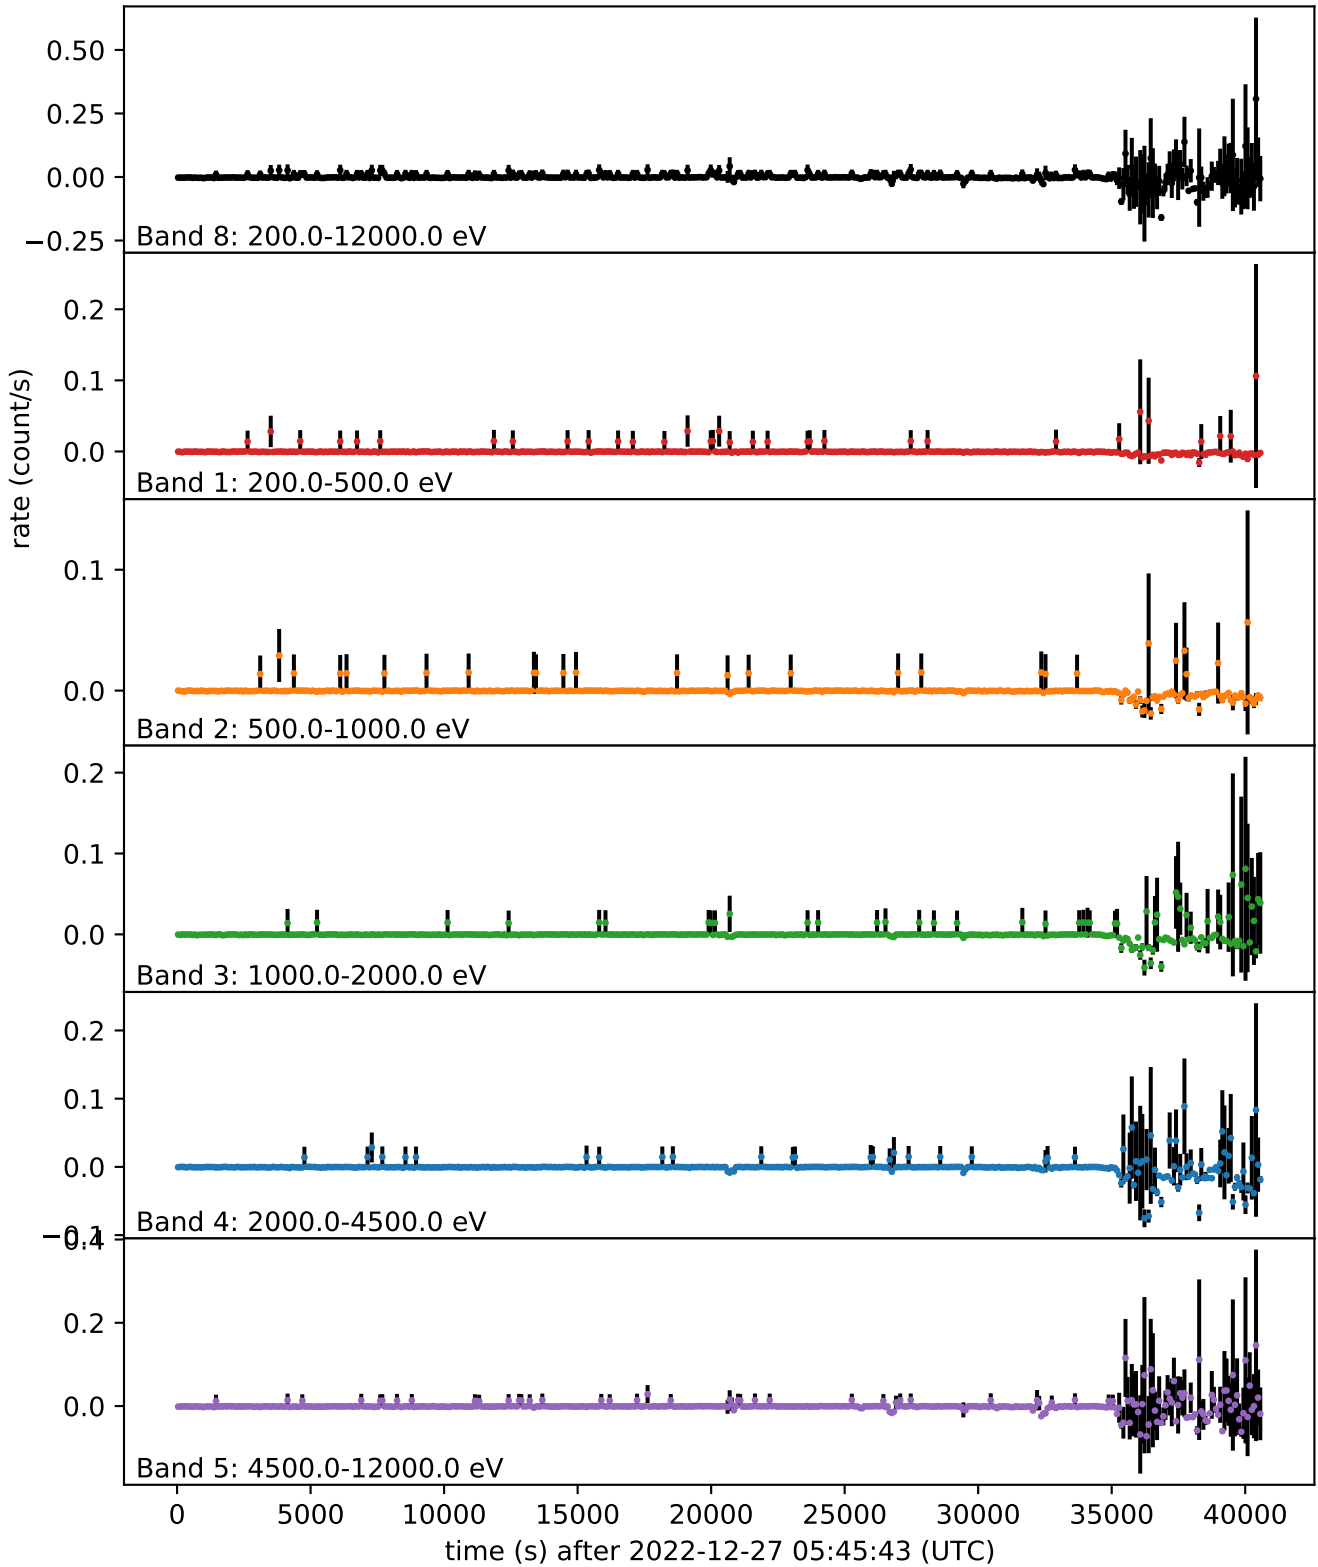 0.50
0.25
0.00
−0.25
Band 8: 200.0-12000.0 eV
0.2
0.1
0.0
Band 1: 200.0-500.0 eV
rate (count/s)
0.1
0.0
Band 2: 500.0-1000.0 eV
0.2
0.1
0.0
Band 3: 1000.0-2000.0 eV
0.2
0.1
0.0
−0.1
Band 4: 2000.0-4500.0 eV
0.4
0.2
0.0
Band 5: 4500.0-12000.0 eV
0 5000 10000 15000 20000 25000 30000 35000 40000
time (s) after 2022-12-27 05:45:43 (UTC)